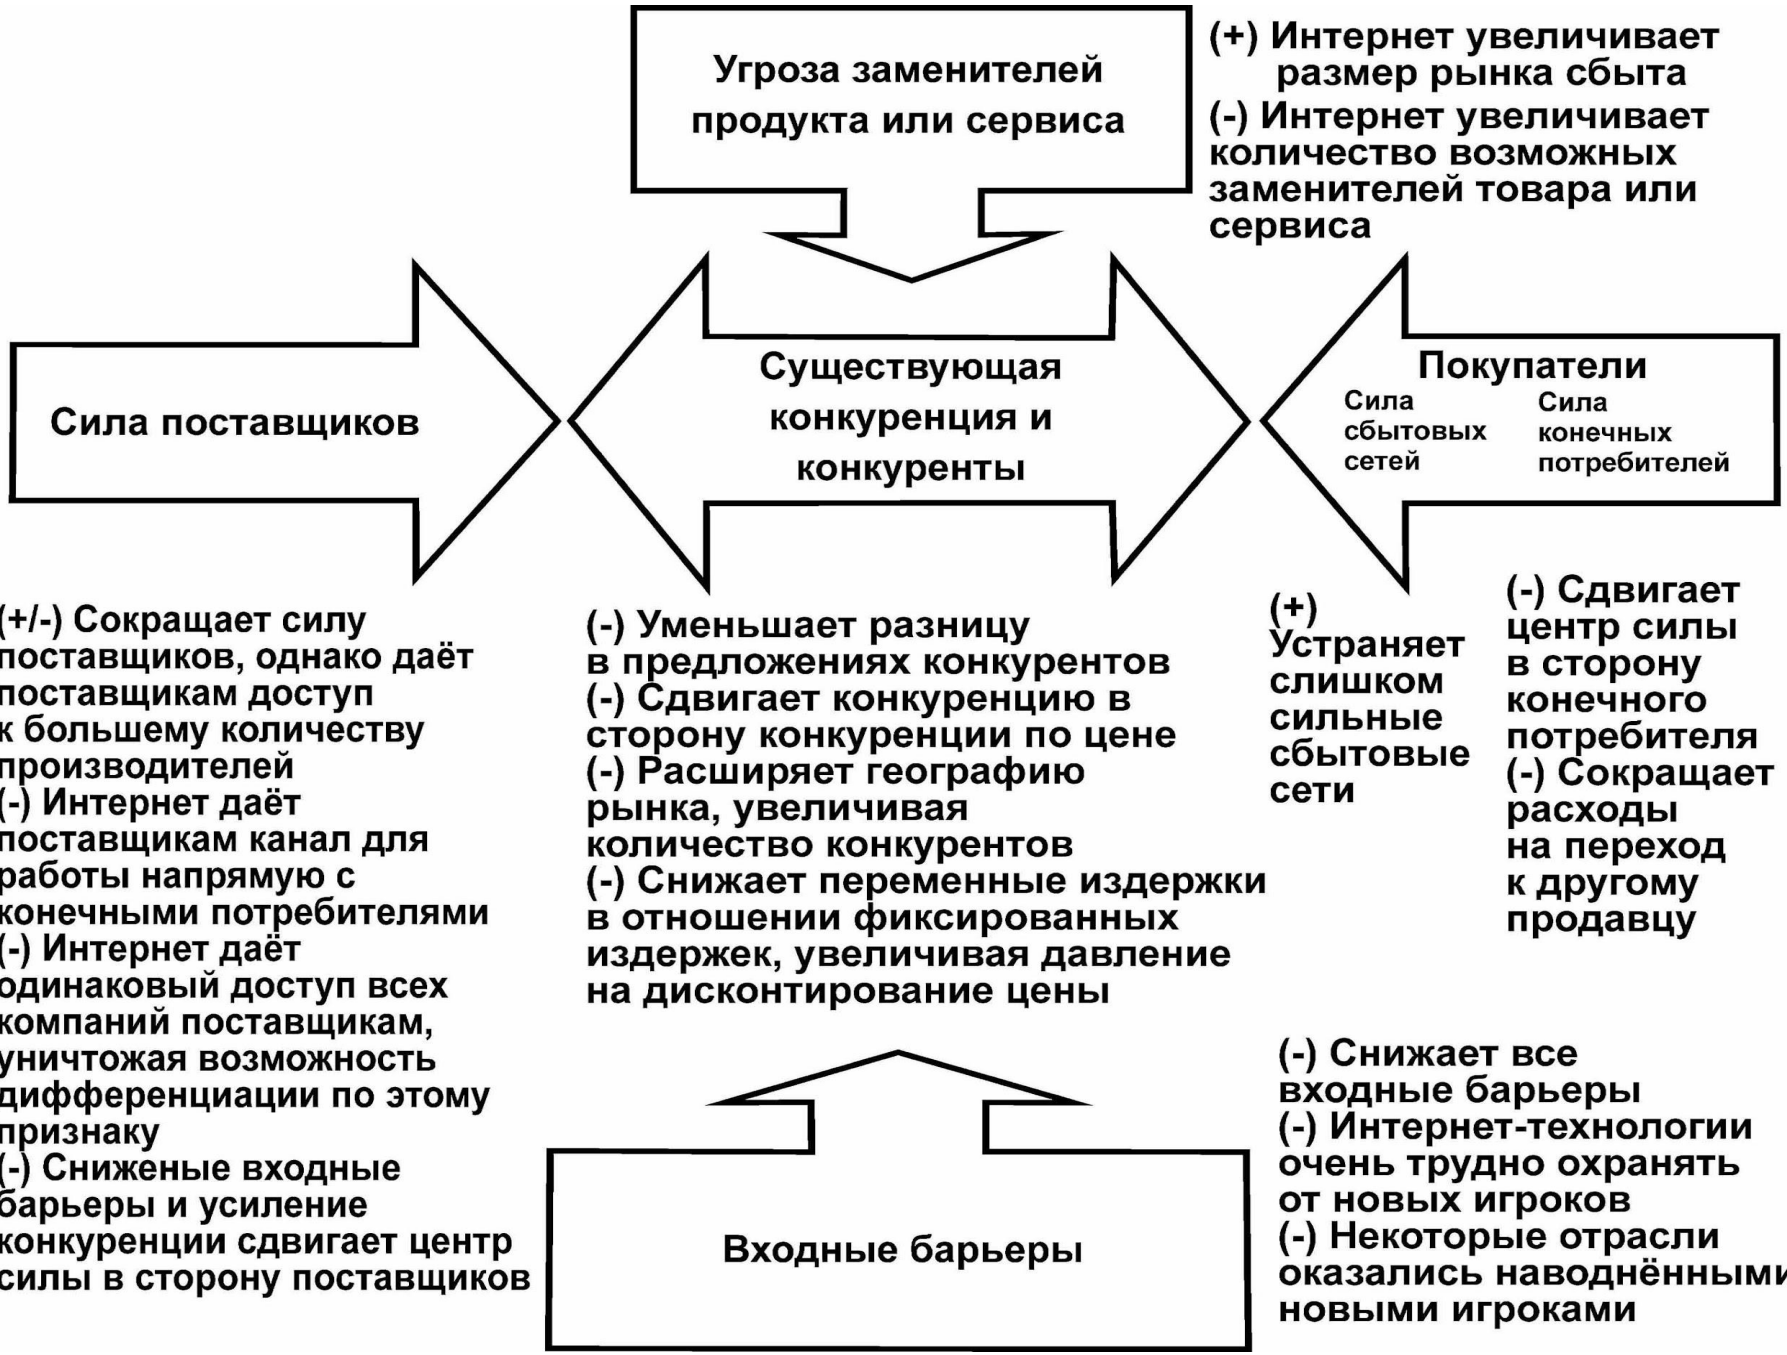 Угроза заменителей
продукта или сервиса
(+) Интернет увеличивает
размер рынка сбыта
(-) Интернет увеличивает
количество возможных
заменителей товара или
сервиса
Сила поставщиков
Существующая
конкуренция и
конкуренты
Покупатели
Сила
сбытовых
сетей
Сила
конечных
потребителей
(+/-) Сокращает силу
поставщиков, однако даёт
поставщикам доступ
к большему количеству
производителей
(-) Интернет даёт
поставщикам канал для
работы напрямую с
конечными потребителями
(-) Интернет даёт
одинаковый доступ всех
компаний поставщикам,
уничтожая возможность
дифференциации по этому
признаку
(-) Сниженые входные
барьеры и усиление
конкуренции сдвигает центр
силы в сторону поставщиков
(-) Уменьшает разницу
в предложениях конкурентов
(-) Сдвигает конкуренцию в
сторону конкуренции по цене
(-) Расширяет географию
рынка, увеличивая
количество конкурентов
(-) Снижает переменные издержки
в отношении фиксированных
издержек, увеличивая давление
на дисконтирование цены
(+)
Устраняет
слишком
сильные
сбытовые
сети
(-) Сдвигает
центр силы
в сторону
конечного
потребителя
(-) Сокращает
расходы
на переход
к другому
продавцу
Входные барьеры
(-) Снижает все
входные барьеры
(-) Интернет-технологии
очень трудно охранять
от новых игроков
(-) Некоторые отрасли
оказались наводнёнными
новыми игроками